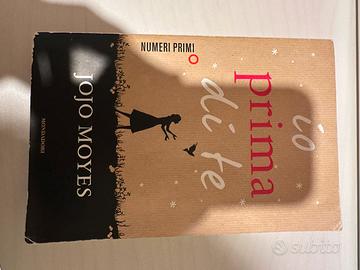 NUMERI PRIMI
io
prima
di te
JOJO MOYES
MONDADORI
subito